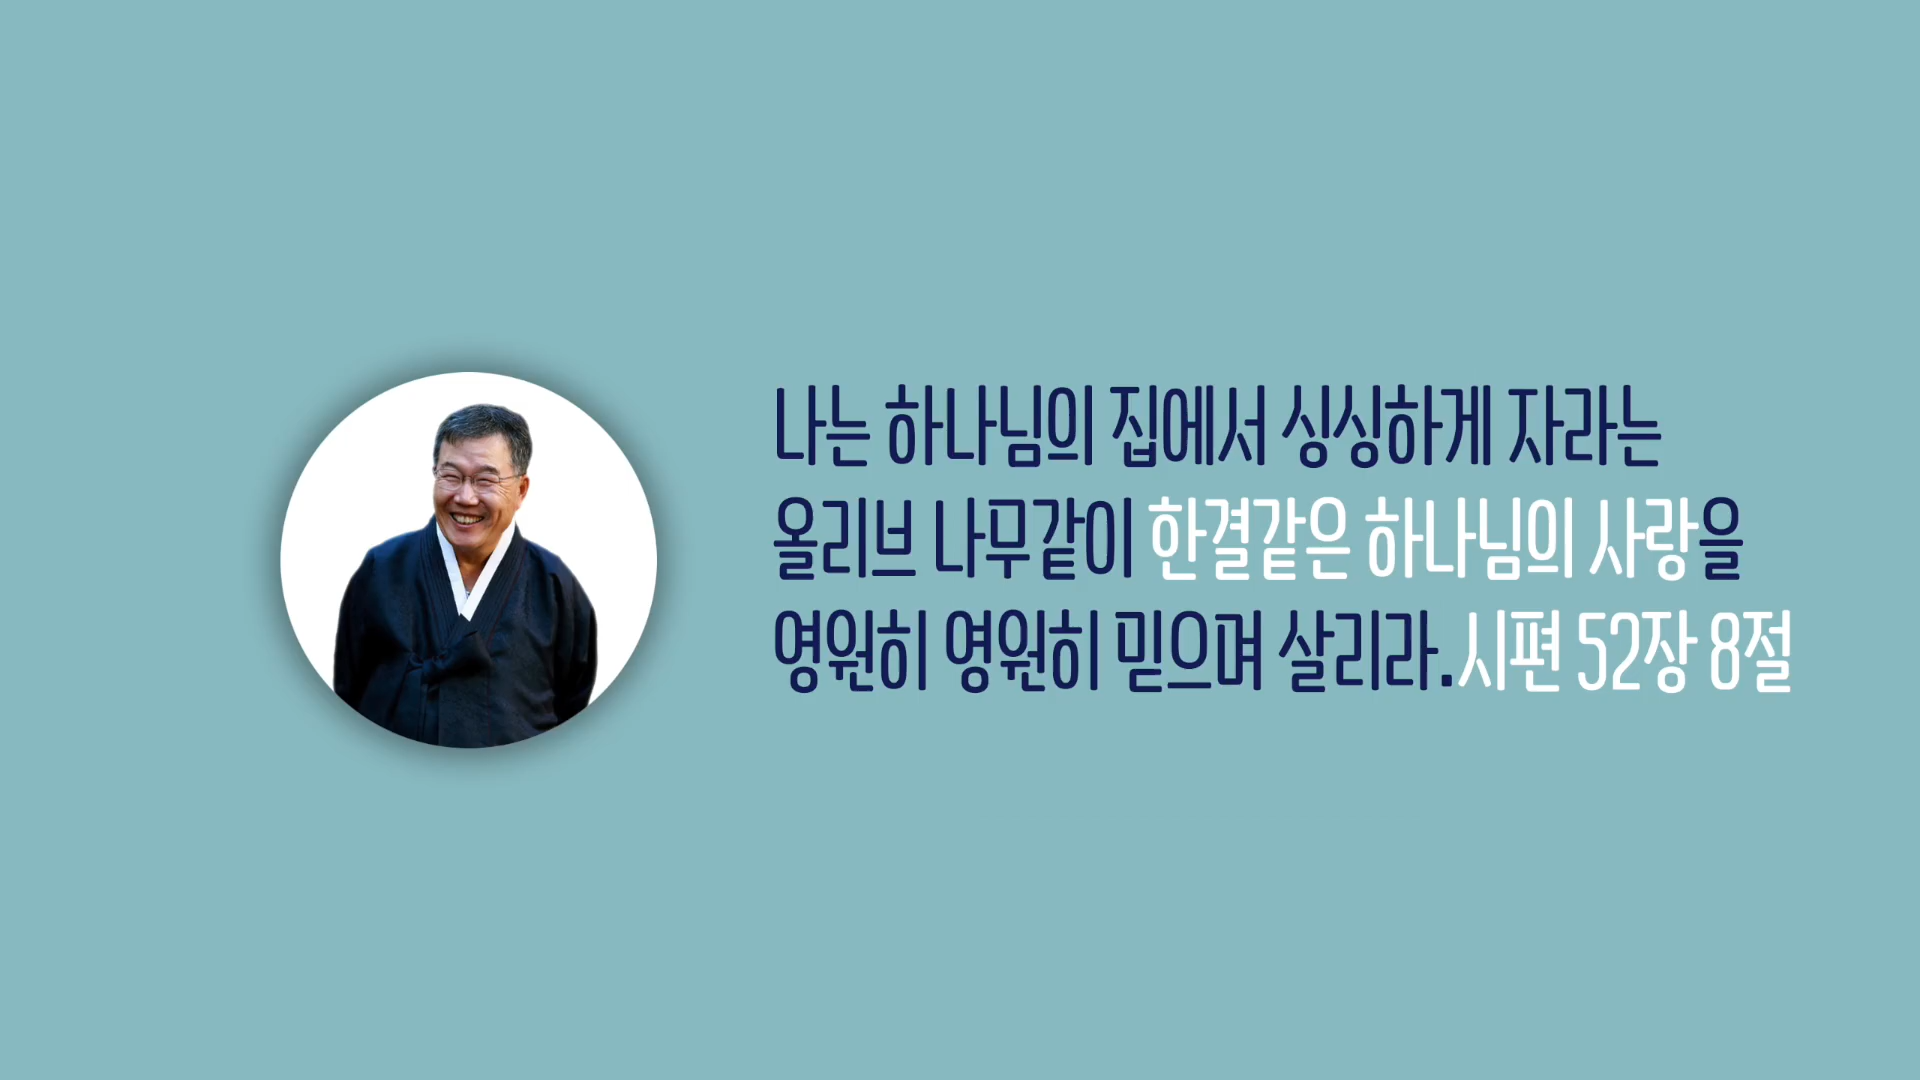 나는 하나님의 집에서 싱싱하게 자라는
올리브 나무같이 한결같은 하나님의 사랑을
영원히 영원히 믿으며 살리라.시편 52장 8절